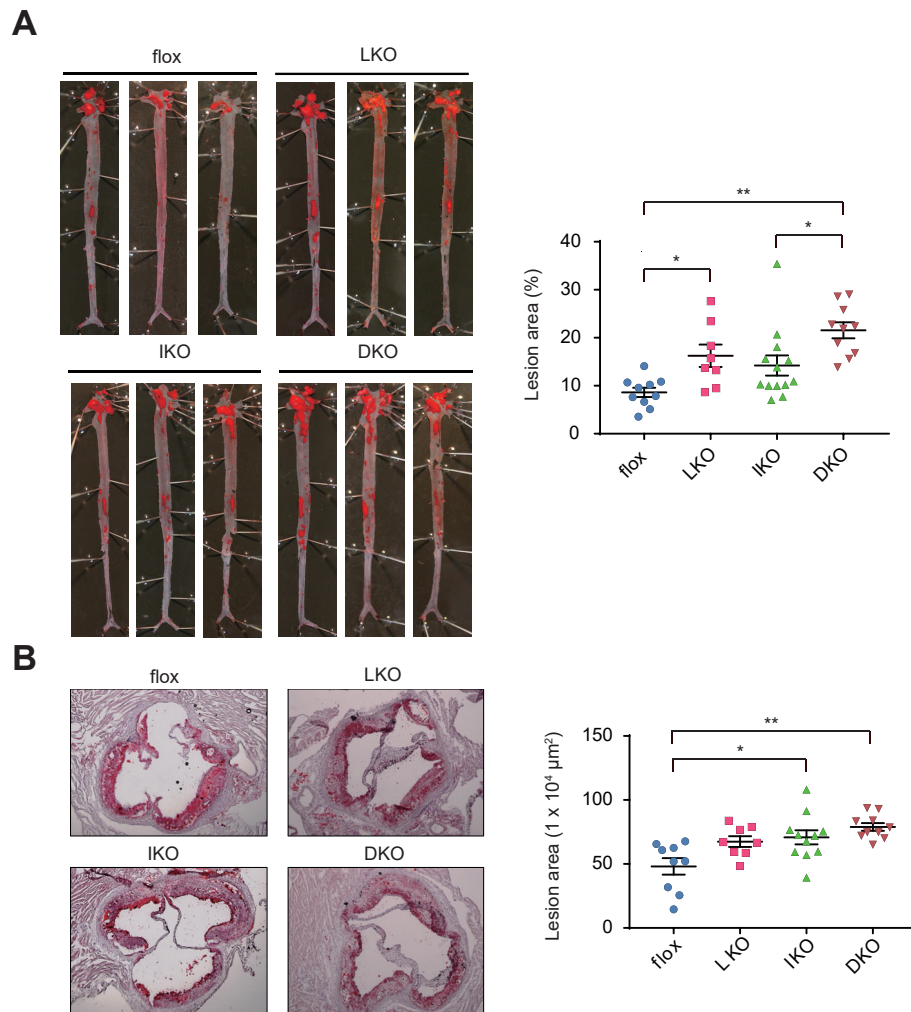 A
flox
LKO
IKO
DKO
Lesion area (%)
40
30
20
10
0
**
*
*
flox
LKO
IKO
DKO
B
flox
LKO
IKO
DKO
Lesion area (1 x 10⁴ µm²)
150
100
50
0
**
*
flox
LKO
IKO
DKO